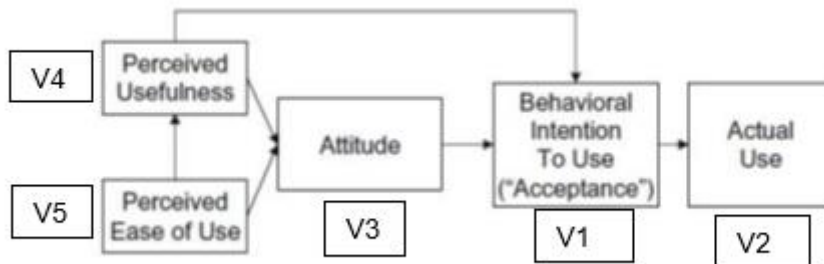 V4
Perceived
Usefulness
V5
Perceived
Ease of Use
Attitude
V3
Behavioral
Intention
To Use
("Acceptance")
V1
Actual
Use
V2